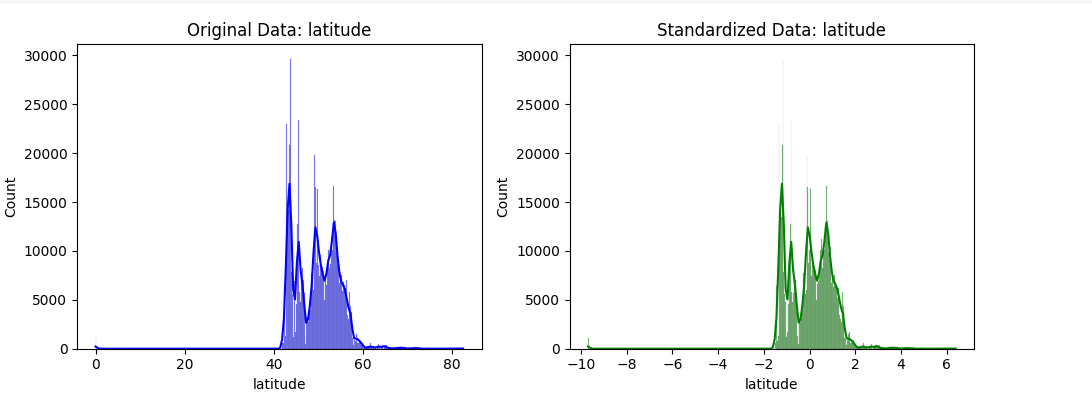 Original Data: latitude
30000
25000
20000
15000
10000
5000
0
Count
0 20 40 60 80
latitude
Standardized Data: latitude
30000
25000
20000
15000
10000
5000
0
Count
−10 −8 −6 −4 −2 0 2 4 6
latitude